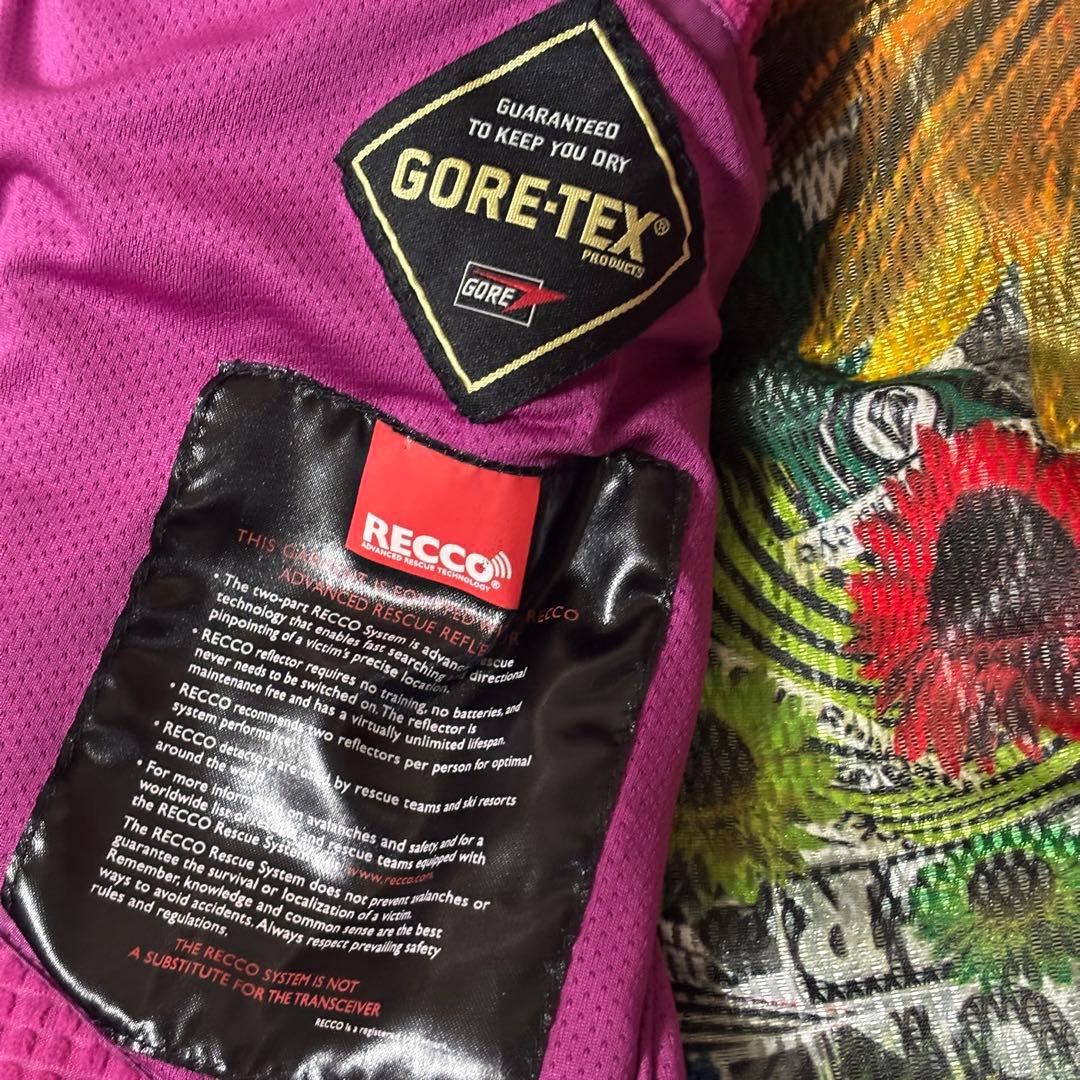 GUARANTEED
TO KEEP YOU DRY
GORE-TEX®
PRODUCTS
GORE
RECCO®
ADVANCED RESCUE TECHNOLOGY
THIS IS EQUIPPED RECCO
ADVANCED RESCUE
• The two-part RECCO System is rescue
technology that enables fast searching directional
pinpointing of a victim's precise location.
• RECCO reflector requires no training, no batteries, and
never needs to be switched on. The reflector is
maintenance free and has a virtually unlimited lifespan.
• RECCO recommends two reflectors per person for optimal
system performance.
• RECCO detectors are used by rescue teams and ski resorts
around the world.
• For more on avalanches and safety, and for a
worldwide rescue teams equipped with
the RECCO Rescue System www.recco.com
The RECCO Rescue System does not prevent avalanches or
guarantee the survival or localization of a victim.
Remember, knowledge and common sense are the best
ways to avoid accidents. Always respect prevailing safety
rules and regulations.
THE RECCO SYSTEM IS NOT
A SUBSTITUTE FOR THE TRANSCEIVER
RECCO is a